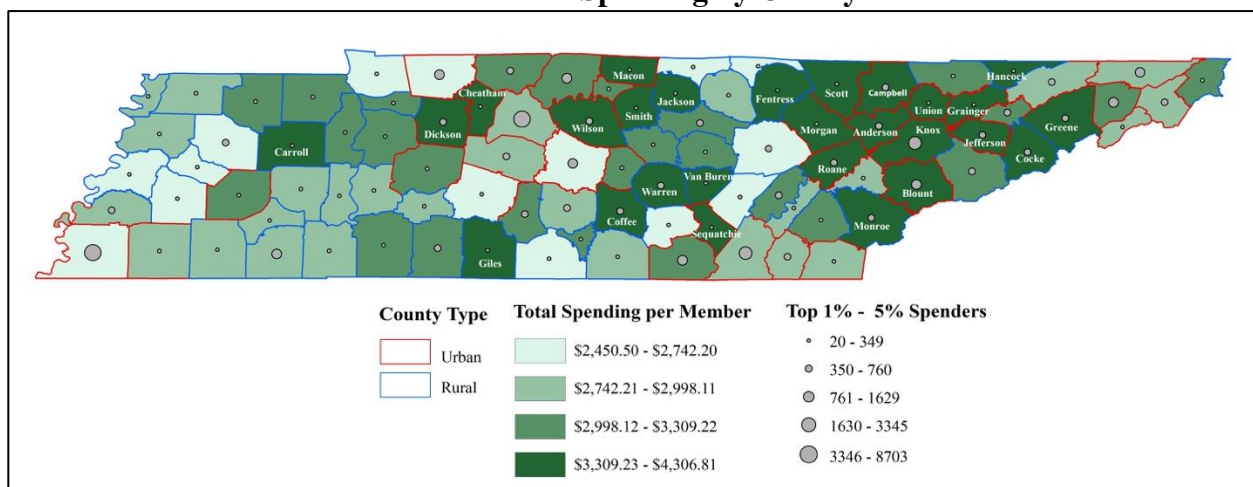 Spending by County
Macon
Hancock
Cheatham
Jackson
Fentress
Scott
Campbell
Union
Grainger
Dickson
Wilson
Smith
Morgan
Anderson
Knox
Jefferson
Greene
Carroll
Roane
Cocke
Warren
Van Buren
Blount
Coffee
Sequatchie
Monroe
Giles
County Type
Urban
Rural
Total Spending per Member
$2,450.50 - $2,742.20
$2,742.21 - $2,998.11
$2,998.12 - $3,309.22
$3,309.23 - $4,306.81
Top 1% - 5% Spenders
20 - 349
350 - 760
761 - 1629
1630 - 3345
3346 - 8703